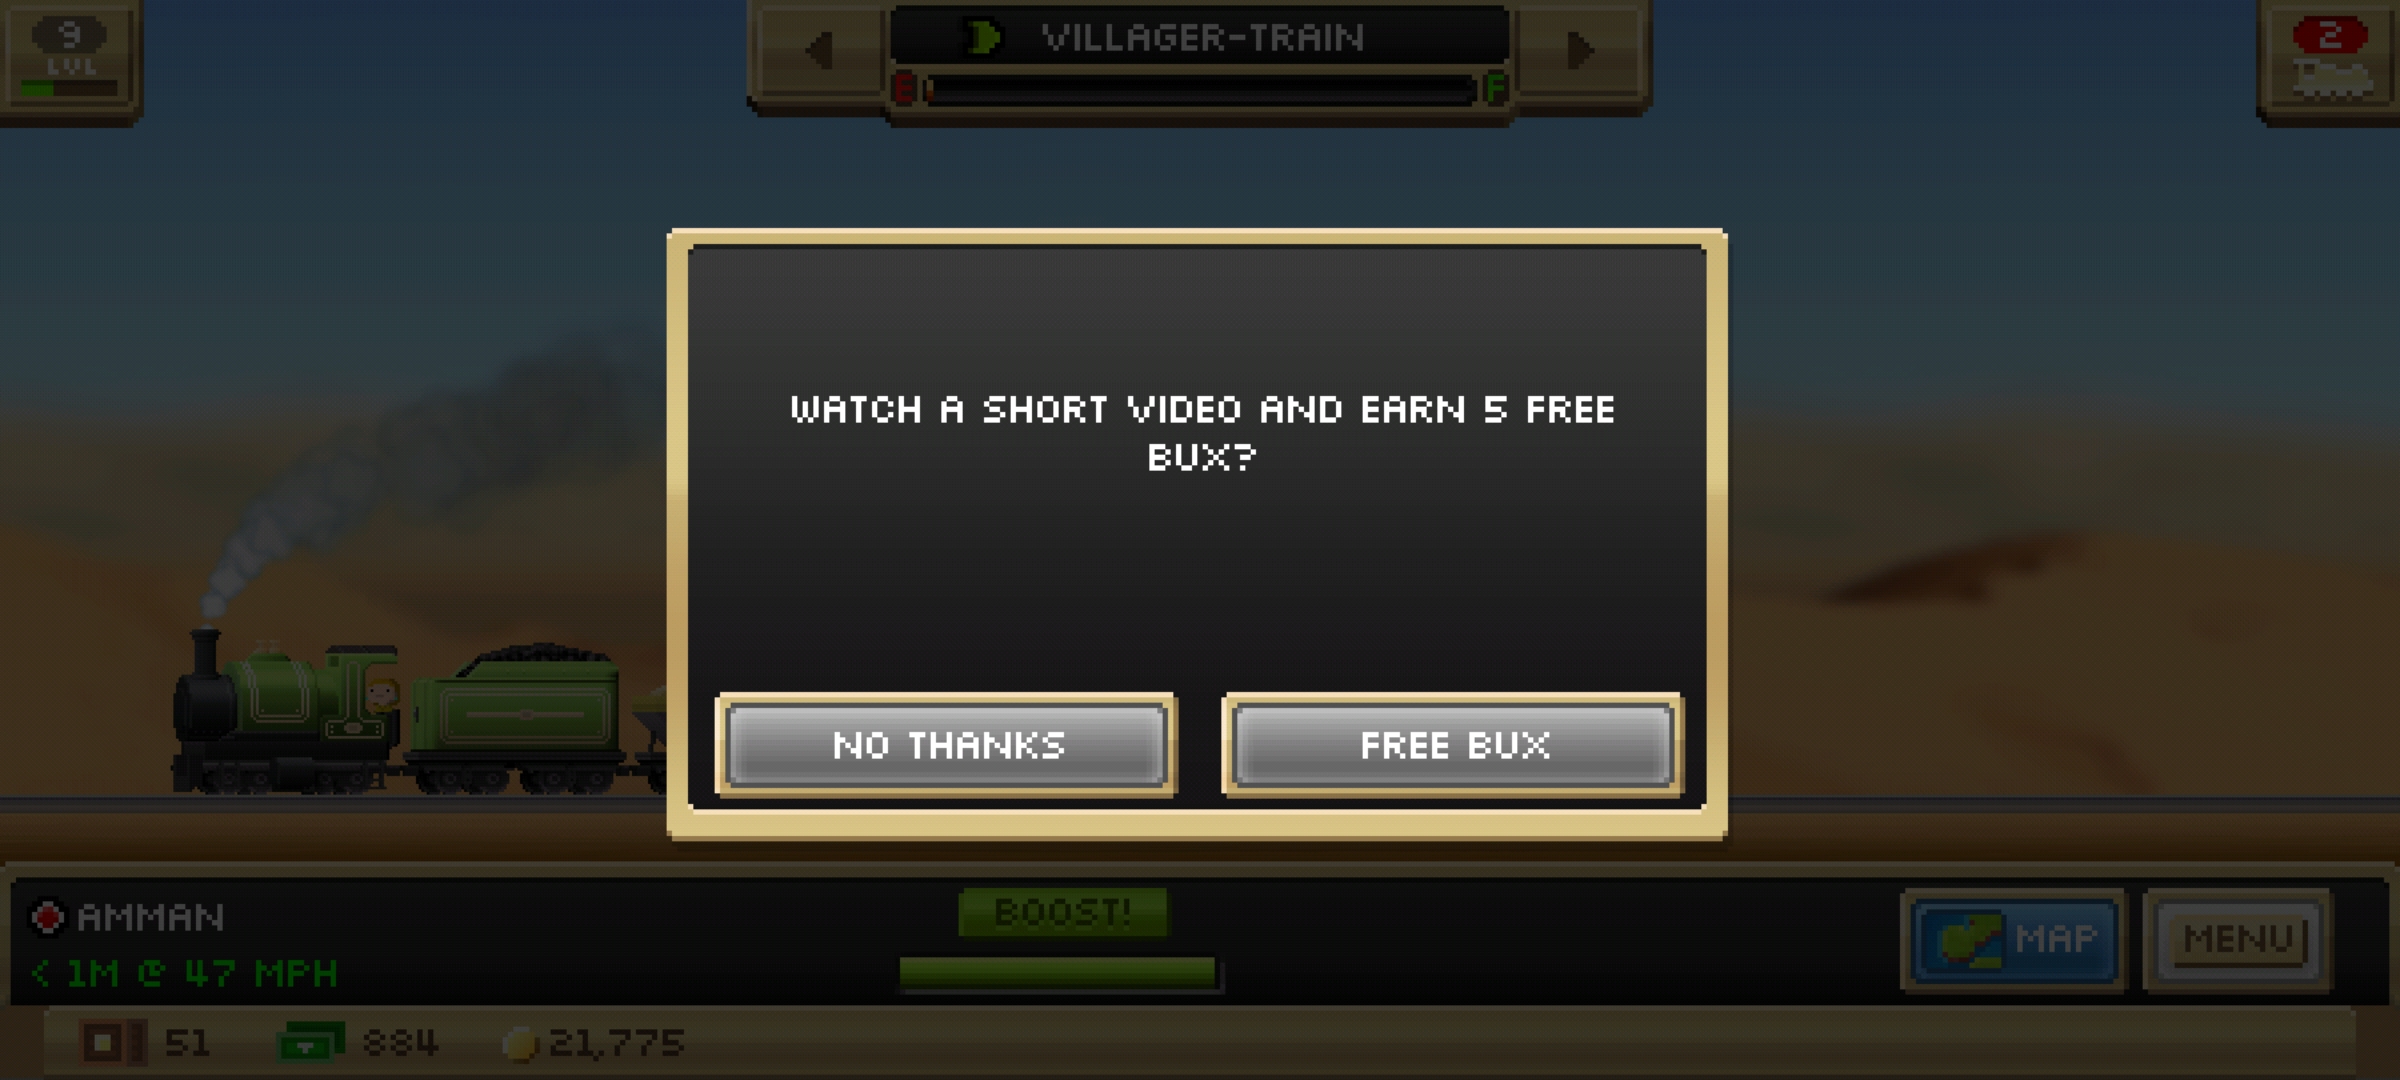 9
LVL
VILLAGER-TRAIN
E F
2
WATCH A SHORT VIDEO AND EARN 5 FREE
BUX?
NO THANKS
FREE BUX
AMMAN
< 1M @ 47 MPH
BOOST!
MAP
MENU
51
884
21,775